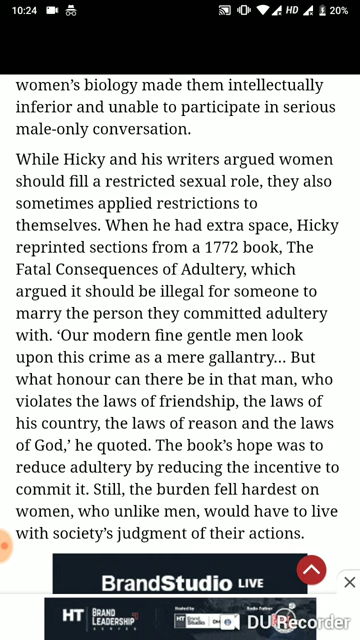 10:24 HD 20%
women's biology made them intellectually
inferior and unable to participate in serious
male-only conversation.
While Hicky and his writers argued women
should fill a restricted sexual role, they also
sometimes applied restrictions to
themselves. When he had extra space, Hicky
reprinted sections from a 1772 book, The
Fatal Consequences of Adultery, which
argued it should be illegal for someone to
marry the person they committed adultery
with. ‘Our modern fine gentle men look
upon this crime as a mere gallantry… But
what honour can there be in that man, who
violates the laws of friendship, the laws of
his country, the laws of reason and the laws
of God,’ he quoted. The book’s hope was to
reduce adultery by reducing the incentive to
commit it. Still, the burden fell hardest on
women, who unlike men, would have to live
with society’s judgment of their actions.
BrandStudio LIVE
HT BRAND
LEADERSHIP
SERIES
DU Recorder